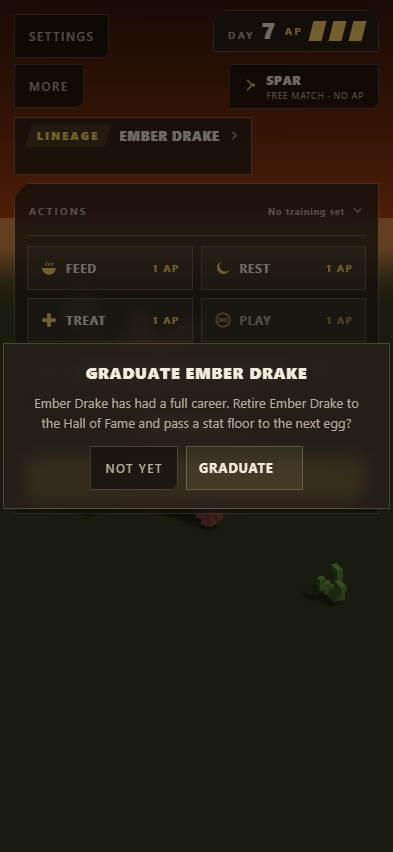 SETTINGS
DAY 7 AP
MORE
SPAR
FREE MATCH · NO AP
LINEAGE EMBER DRAKE
ACTIONS
No training set
FEED 1 AP
REST 1 AP
TREAT 1 AP
PLAY 1 AP
GRADUATE EMBER DRAKE
Ember Drake has had a full career. Retire Ember Drake to
the Hall of Fame and pass a stat floor to the next egg?
NOT YET
GRADUATE